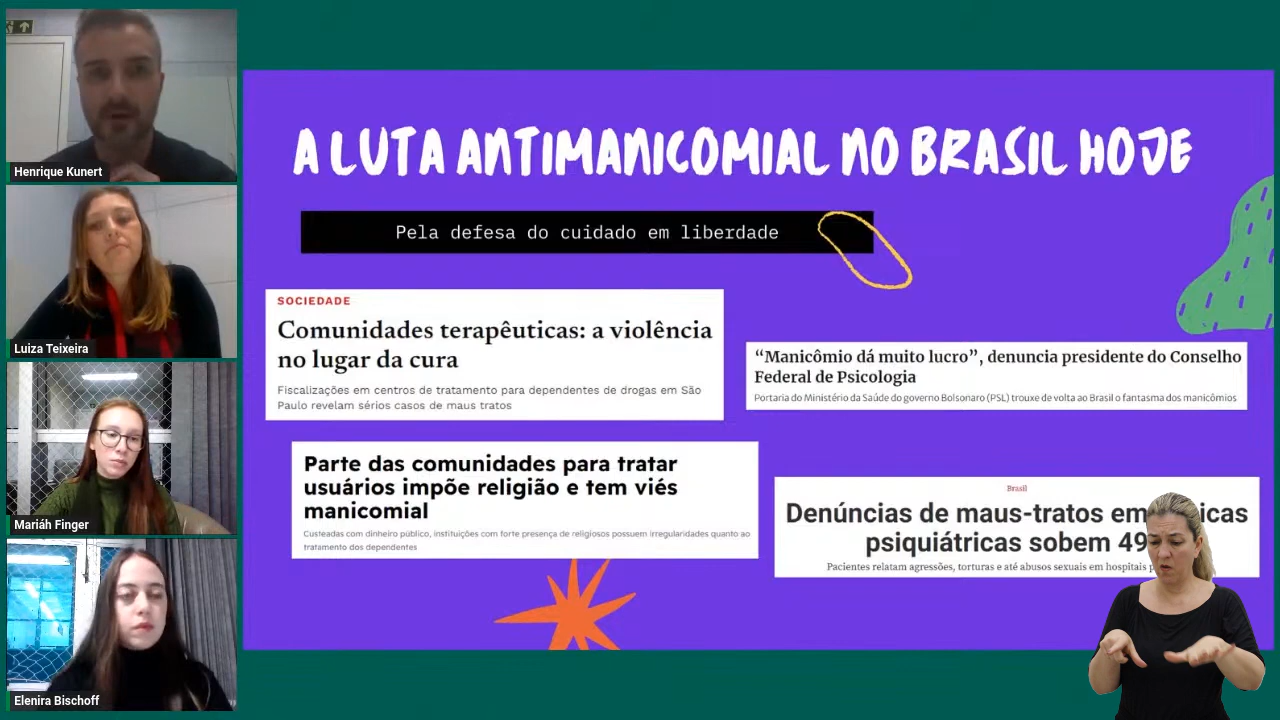 Henrique Kunert
Luiza Teixeira
Mariáh Finger
Elenira Bischoff
A LUTA ANTIMANICOMIAL NO BRASIL HOJE
Pela defesa do cuidado em liberdade
SOCIEDADE
Comunidades terapêuticas: a violência
no lugar da cura
Fiscalizações em centros de tratamento para dependentes de drogas em São
Paulo revelam sérios casos de maus tratos
“Manicômio dá muito lucro”, denuncia presidente do Conselho
Federal de Psicologia
Portaria do Ministério da Saúde do governo Bolsonaro (PSL) trouxe de volta ao Brasil o fantasma dos manicômios
Parte das comunidades para tratar
usuários impõe religião e tem viés
manicomial
Custeadas com dinheiro público, instituições com forte presença de religiosos possuem irregularidades quanto ao
tratamento dos dependentes
Brasil
Denúncias de maus-tratos em
psiquiátricas sobem 49
Pacientes relatam agressões, torturas e até abusos sexuais em hospitais